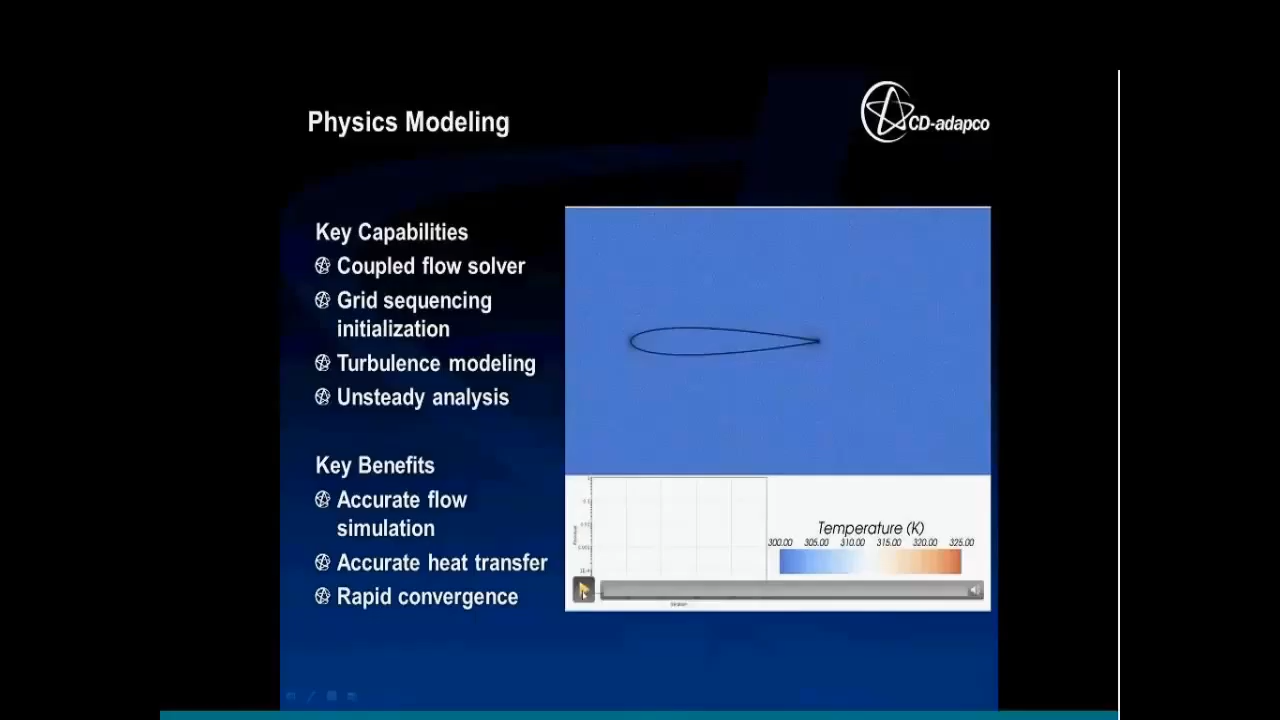 Physics Modeling
CD-adapco
Key Capabilities
Coupled flow solver
Grid sequencing
initialization
Turbulence modeling
Unsteady analysis
Key Benefits
Accurate flow
simulation
Accurate heat transfer
Rapid convergence
Temperature (K)
300.00 305.00 310.00 315.00 320.00 325.00